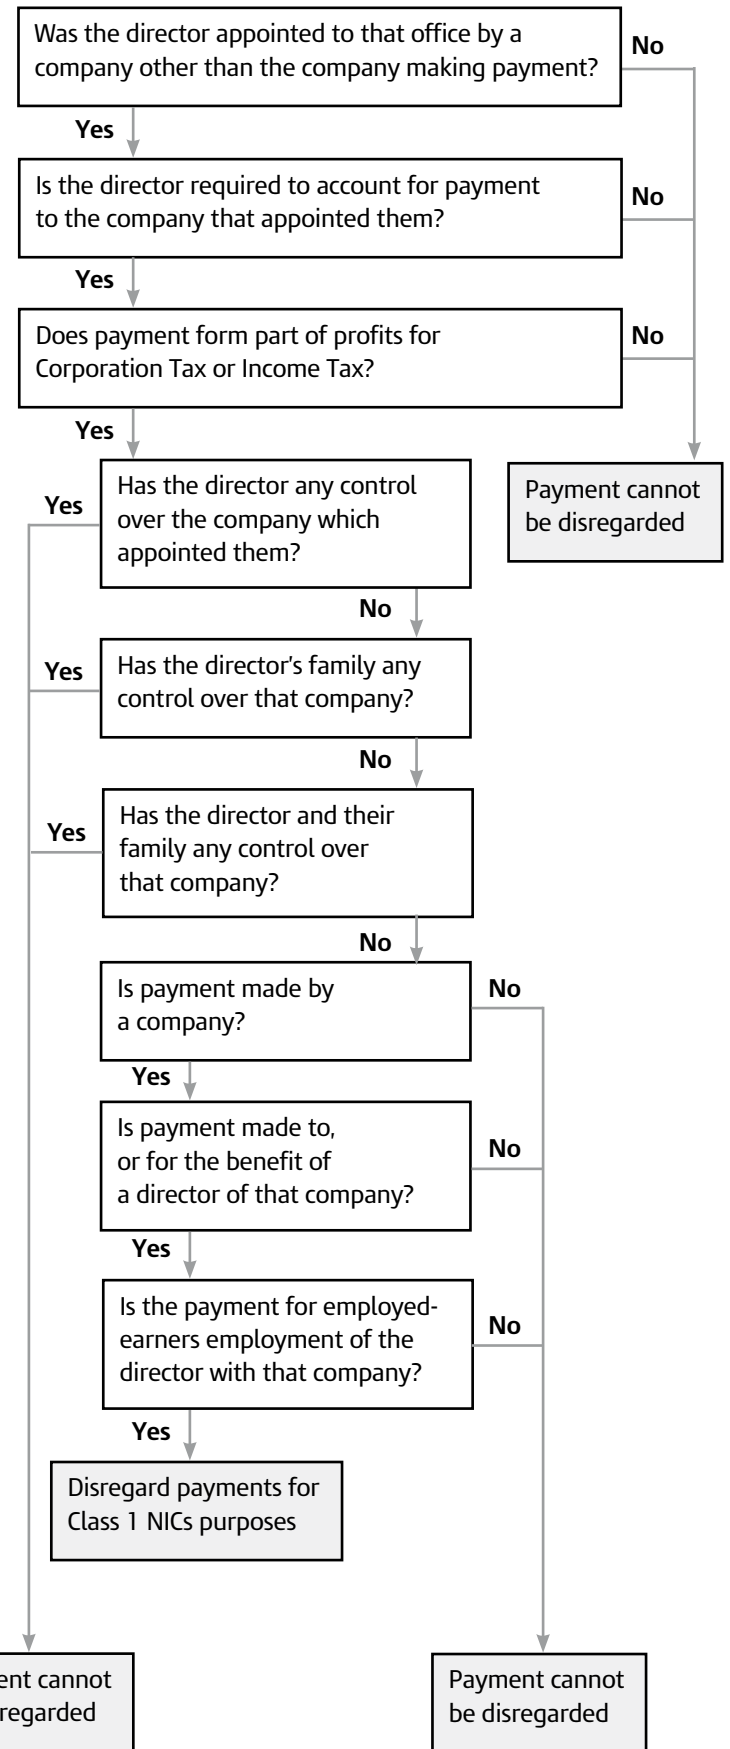 Was the director appointed to that office by a
company other than the company making payment?
No
Yes
Is the director required to account for payment
to the company that appointed them?
No
Yes
Does payment form part of profits for
Corporation Tax or Income Tax?
No
Yes
Has the director any control
over the company which
appointed them?
Yes
Payment cannot
be disregarded
No
Has the director's family any
control over that company?
Yes
No
Has the director and their
family any control over
that company?
Yes
No
Is payment made by
a company?
No
Yes
Is payment made to,
or for the benefit of
a director of that company?
No
Yes
Is the payment for employed-
earners employment of the
director with that company?
No
Yes
Disregard payments for
Class 1 NICs purposes
cannot
Payment cannot
be disregarded